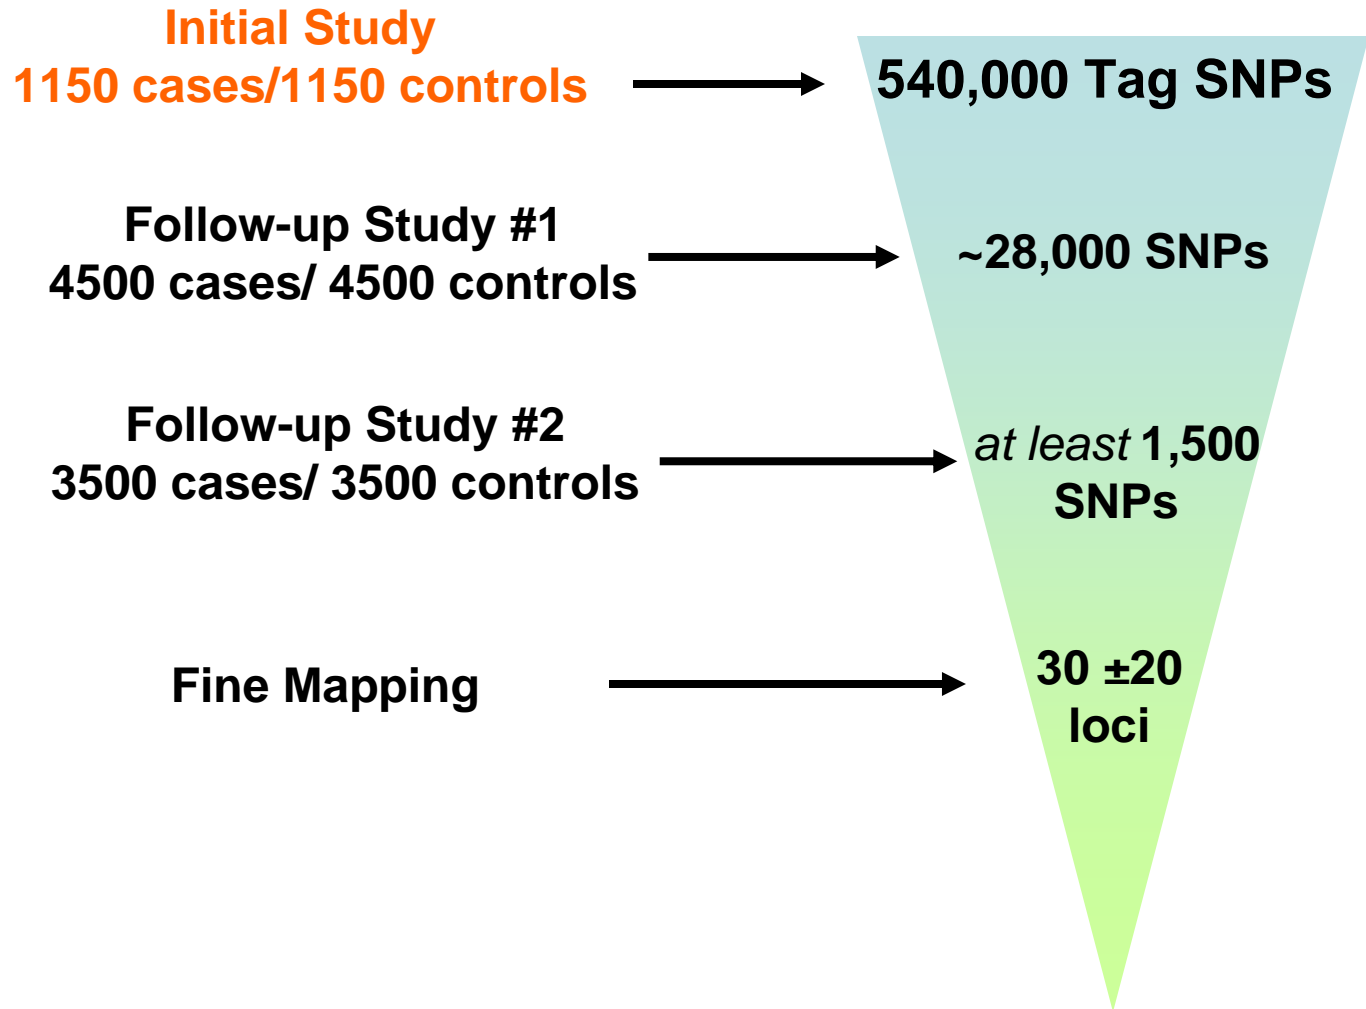 Initial Study
1150 cases/1150 controls
540,000 Tag SNPs
Follow-up Study #1
4500 cases/ 4500 controls
~28,000 SNPs
Follow-up Study #2
3500 cases/ 3500 controls
at least 1,500
SNPs
Fine Mapping
30 ±20
loci